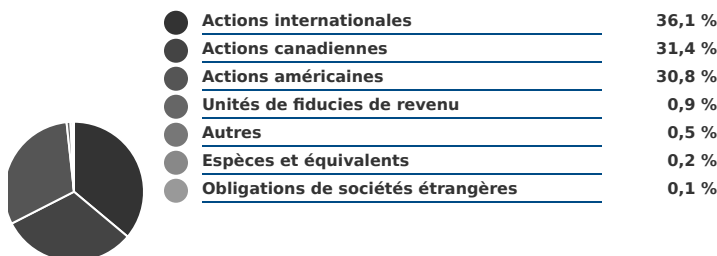 Actions internationales 36,1 %
Actions canadiennes 31,4 %
Actions américaines 30,8 %
Unités de fiducies de revenu 0,9 %
Autres 0,5 %
Espèces et équivalents 0,2 %
Obligations de sociétés étrangères 0,1 %